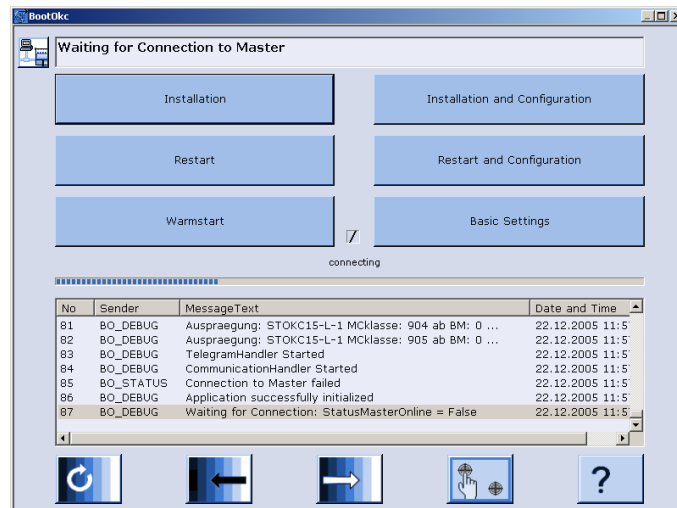 BootOkc
Waiting for Connection to Master
Installation
Installation and Configuration
Restart
Restart and Configuration
Warmstart
Basic Settings
connecting
No Sender MessageText Date and Time
81 BO_DEBUG Auspraegung: STOKC15-L-1 MCklasse: 904 ab BM: 0 ... 22.12.2005 11:5
82 BO_DEBUG Auspraegung: STOKC15-L-1 MCklasse: 905 ab BM: 0 ... 22.12.2005 11:5
83 BO_DEBUG TelegramHandler Started 22.12.2005 11:5
84 BO_DEBUG CommunicationHandler Started 22.12.2005 11:5
85 BO_STATUS Connection to Master failed 22.12.2005 11:5
86 BO_DEBUG Application successfully initialized 22.12.2005 11:5
87 BO_DEBUG Waiting for Connection: StatusMasterOnline = False 22.12.2005 11:5
?